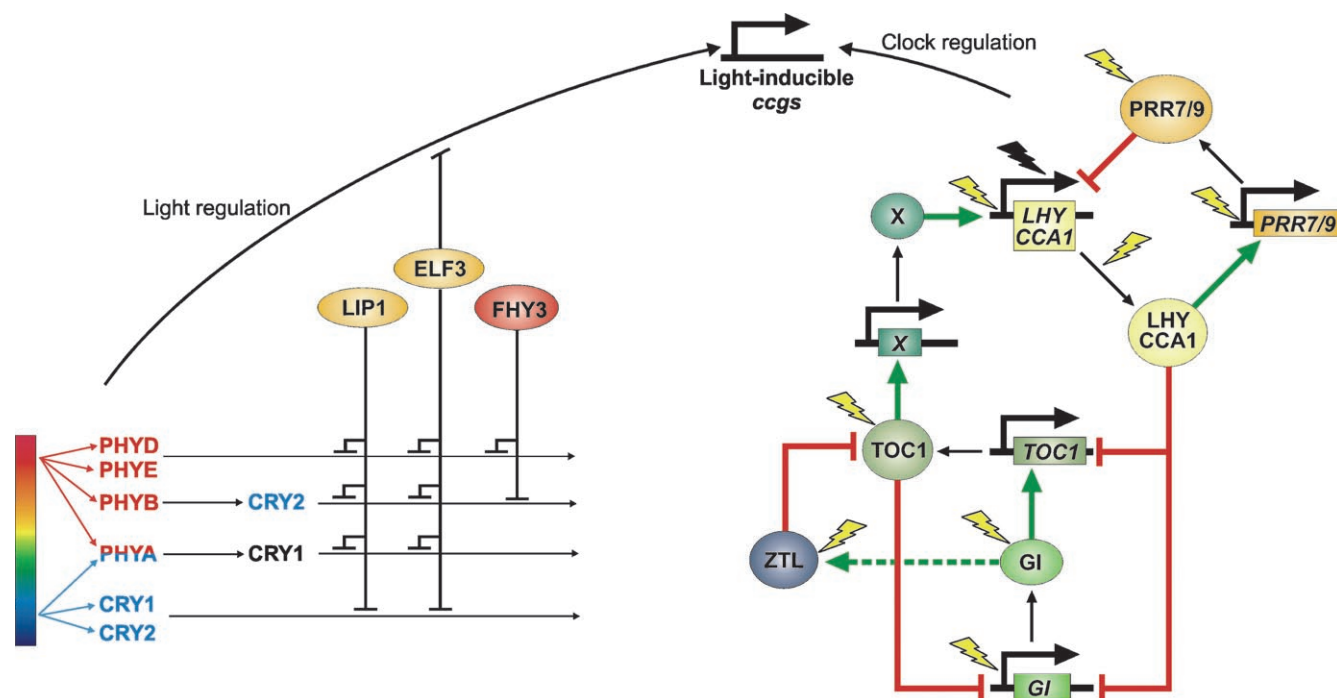 Light-inducible
ccgs
Clock regulation
Light regulation
PRR7/9
X
LHY
CCA1
PRR7/9
ELF3
LIP1
FHY3
LHY
CCA1
X
PHYD
PHYE
PHYB
CRY2
PHYA
CRY1
CRY1
CRY2
TOC1
TOC1
ZTL
GI
GI